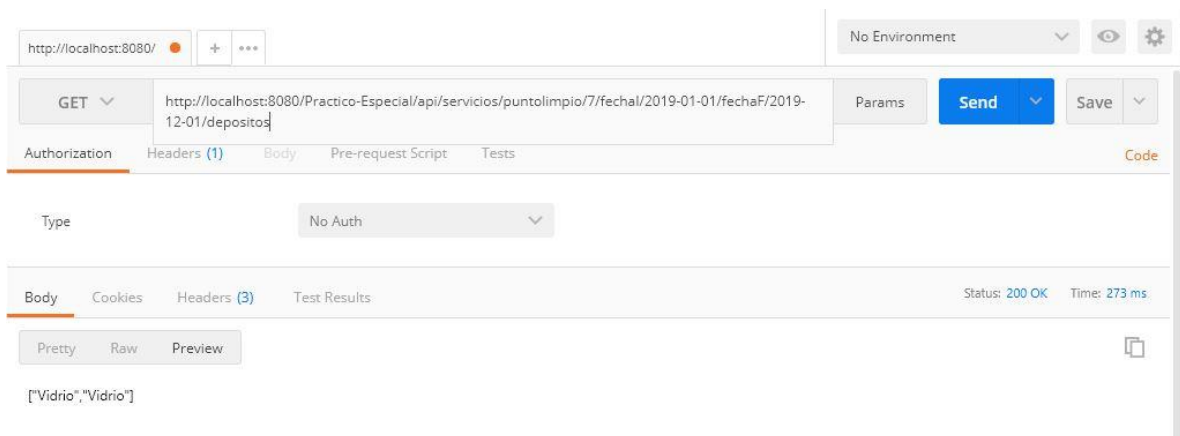 http://localhost:8080/ + •••
No Environment
GET http://localhost:8080/Practico-Especial/api/servicios/puntolimpio/7/fechaI/2019-01-01/fechaF/2019-
12-01/depositos
Params Send Save
Authorization Headers (1) Body Pre-request Script Tests Code
Type No Auth
Body Cookies Headers (3) Test Results Status: 200 OK Time: 273 ms
Pretty Raw Preview
["Vidrio","Vidrio"]